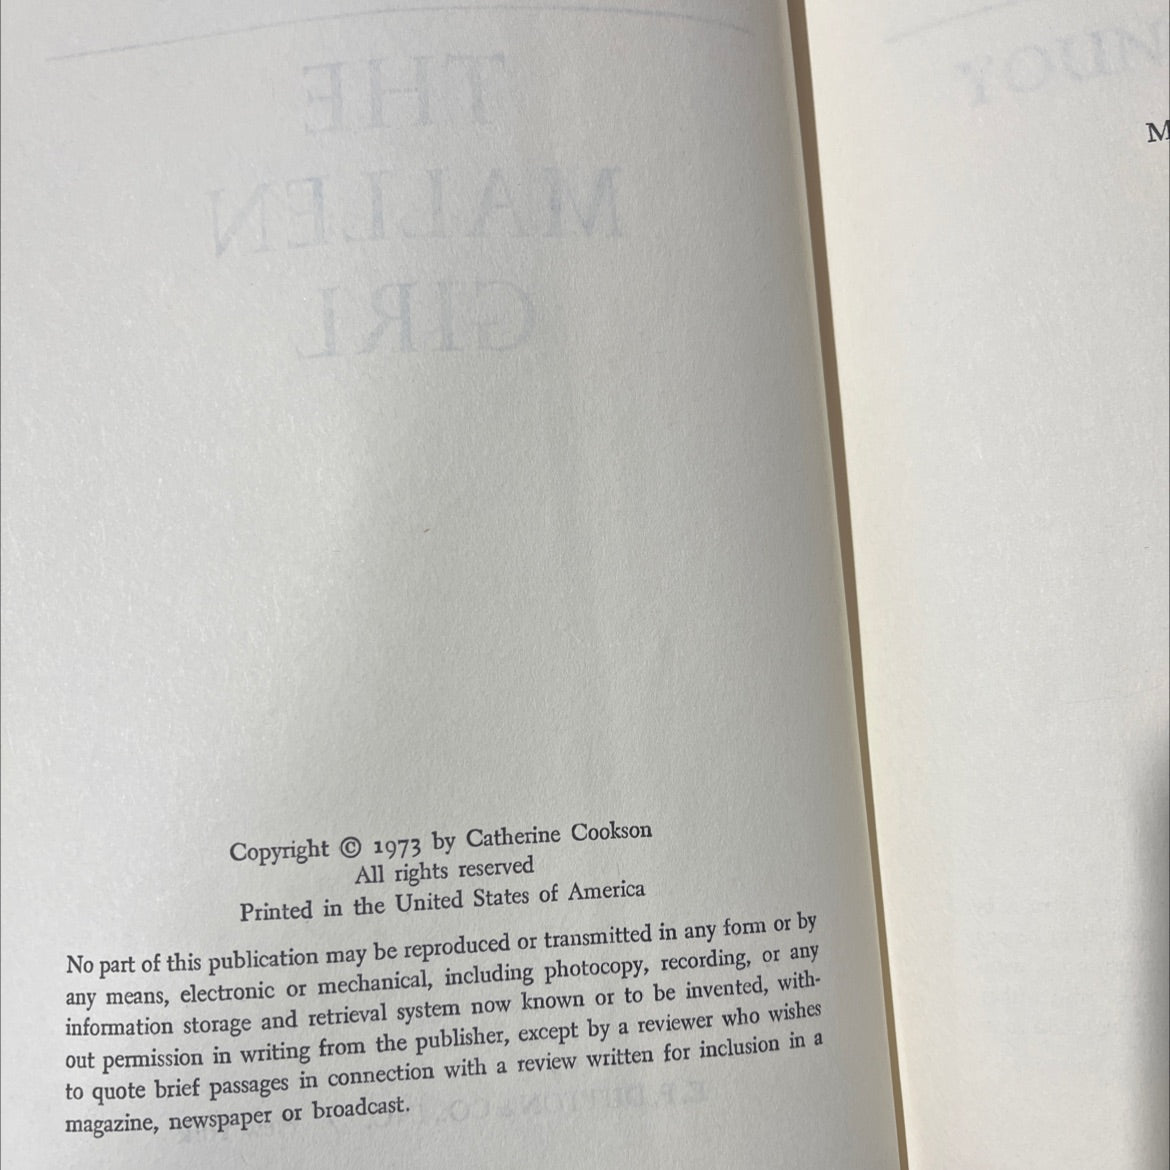 THE
MALLEN
GIRL
Copyright © 1973 by Catherine Cookson
All rights reserved
Printed in the United States of America
No part of this publication may be reproduced or transmitted in any form or by
any means, electronic or mechanical, including photocopy, recording, or any
information storage and retrieval system now known or to be invented, with-
out permission in writing from the publisher, except by a reviewer who wishes
to quote brief passages in connection with a review written for inclusion in a
magazine, newspaper or broadcast.
M